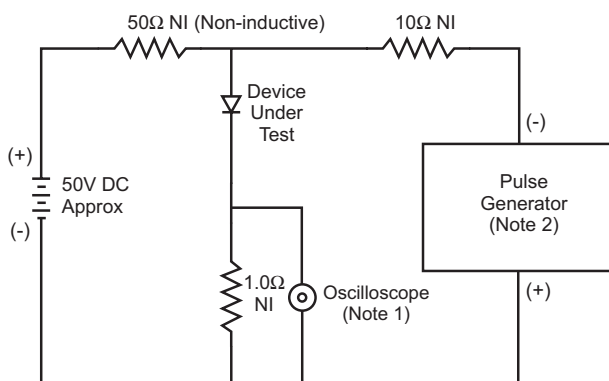 50Ω NI (Non-inductive)
10Ω NI
Device
Under
Test
(-)
(+)
50V DC
Approx
(-)
Pulse
Generator
(Note 2)
1.0Ω
NI
Oscilloscope
(Note 1)
(+)